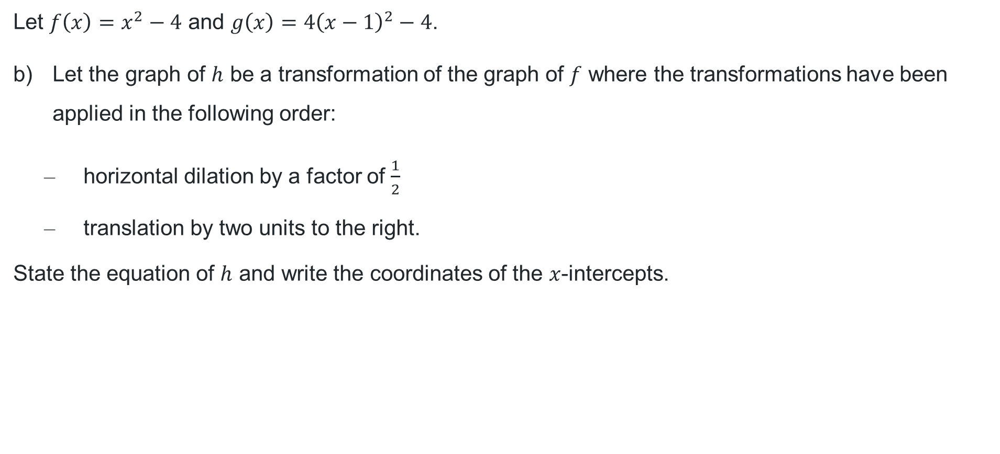 Let f(x) = x² − 4 and g(x) = 4(x − 1)² − 4.
b) Let the graph of h be a transformation of the graph of f where the transformations have been
applied in the following order:
– horizontal dilation by a factor of 1/2
– translation by two units to the right.
State the equation of h and write the coordinates of the x-intercepts.